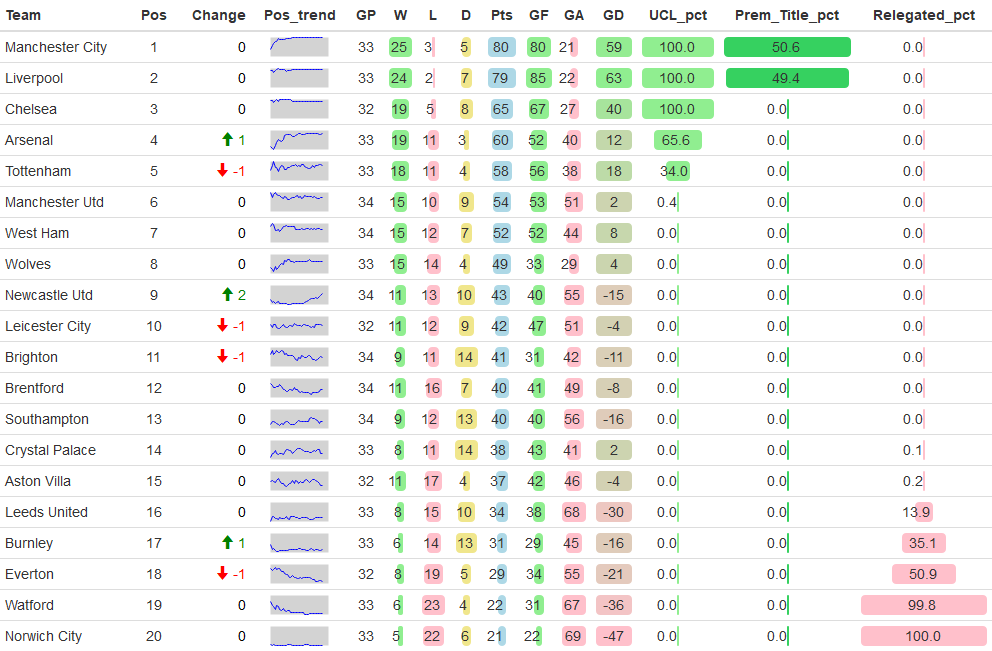 Team Pos Change Pos_trend GP W L D Pts GF GA GD UCL_pct Prem_Title_pct Relegated_pct
Manchester City 1 0 33 25 3 5 80 80 21 59 100.0 50.6 0.0
Liverpool 2 0 33 24 2 7 79 85 22 63 100.0 49.4 0.0
Chelsea 3 0 32 19 5 8 65 67 27 40 100.0 0.0 0.0
Arsenal 4 1 33 19 11 3 60 52 40 12 65.6 0.0 0.0
Tottenham 5 -1 33 18 11 4 58 56 38 18 34.0 0.0 0.0
Manchester Utd 6 0 34 15 10 9 54 53 51 2 0.4 0.0 0.0
West Ham 7 0 34 15 12 7 52 52 44 8 0.0 0.0 0.0
Wolves 8 0 33 15 14 4 49 33 29 4 0.0 0.0 0.0
Newcastle Utd 9 2 34 11 13 10 43 40 55 -15 0.0 0.0 0.0
Leicester City 10 -1 32 11 12 9 42 47 51 -4 0.0 0.0 0.0
Brighton 11 -1 34 9 11 14 41 31 42 -11 0.0 0.0 0.0
Brentford 12 0 34 11 16 7 40 41 49 -8 0.0 0.0 0.0
Southampton 13 0 34 9 12 13 40 40 56 -16 0.0 0.0 0.0
Crystal Palace 14 0 33 8 11 14 38 43 41 2 0.0 0.0 0.1
Aston Villa 15 0 32 11 17 4 37 42 46 -4 0.0 0.0 0.2
Leeds United 16 0 33 8 15 10 34 38 68 -30 0.0 0.0 13.9
Burnley 17 1 33 6 14 13 31 29 45 -16 0.0 0.0 35.1
Everton 18 -1 32 8 19 5 29 34 55 -21 0.0 0.0 50.9
Watford 19 0 33 6 23 4 22 31 67 -36 0.0 0.0 99.8
Norwich City 20 0 33 5 22 6 21 22 69 -47 0.0 0.0 100.0